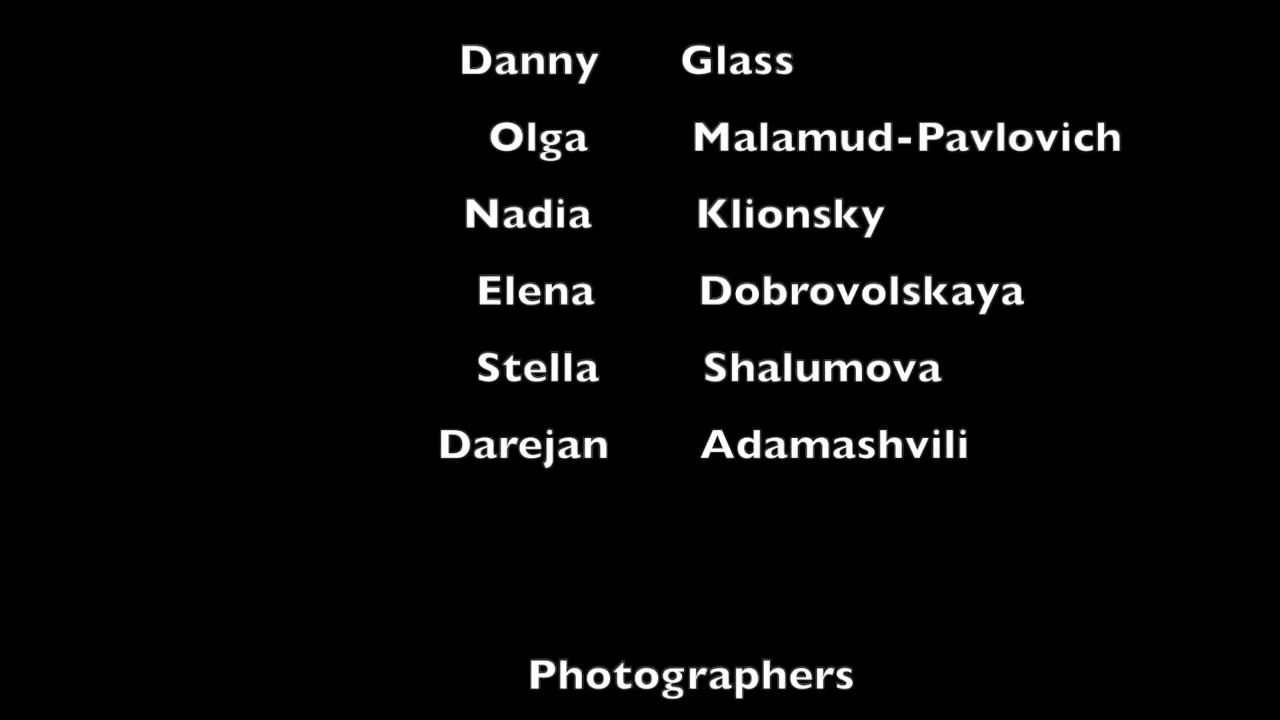 Danny Glass
Olga Malamud-Pavlovich
Nadia Klionsky
Elena Dobrovolskaya
Stella Shalumova
Darejan Adamashvili
Photographers